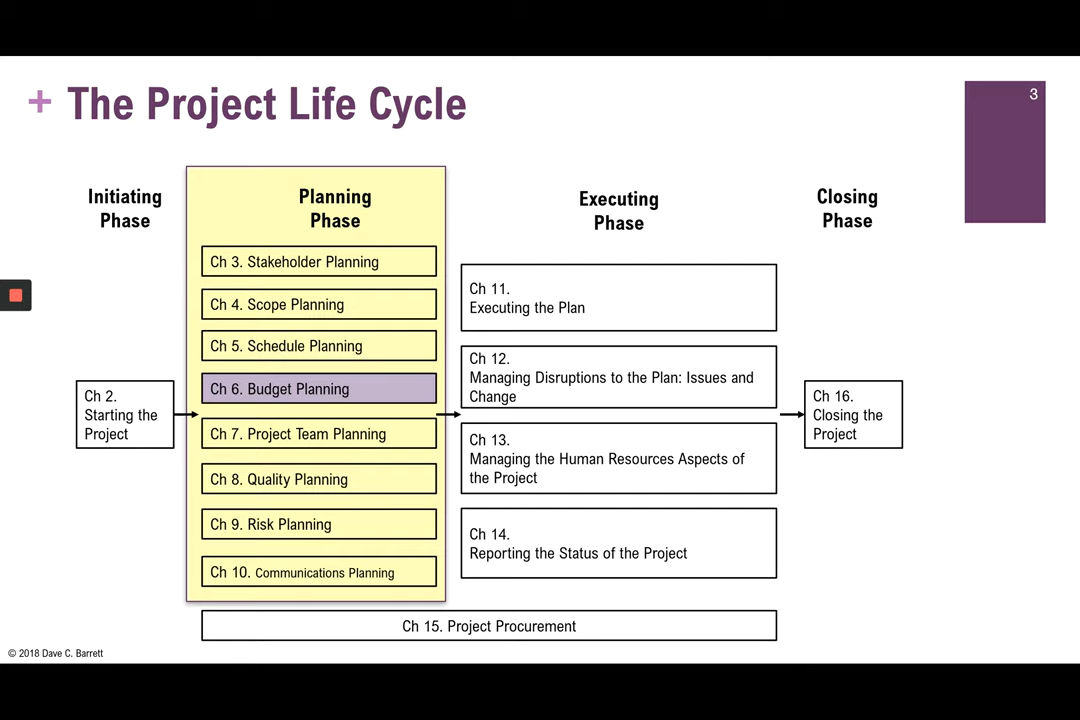 + The Project Life Cycle
3
Initiating
Phase
Planning
Phase
Executing
Phase
Closing
Phase
Ch 2.
Starting the
Project
Ch 3. Stakeholder Planning
Ch 4. Scope Planning
Ch 5. Schedule Planning
Ch 6. Budget Planning
Ch 7. Project Team Planning
Ch 8. Quality Planning
Ch 9. Risk Planning
Ch 10. Communications Planning
Ch 11.
Executing the Plan
Ch 12.
Managing Disruptions to the Plan: Issues and
Change
Ch 13.
Managing the Human Resources Aspects of
the Project
Ch 14.
Reporting the Status of the Project
Ch 16.
Closing the
Project
Ch 15. Project Procurement
© 2018 Dave C. Barrett